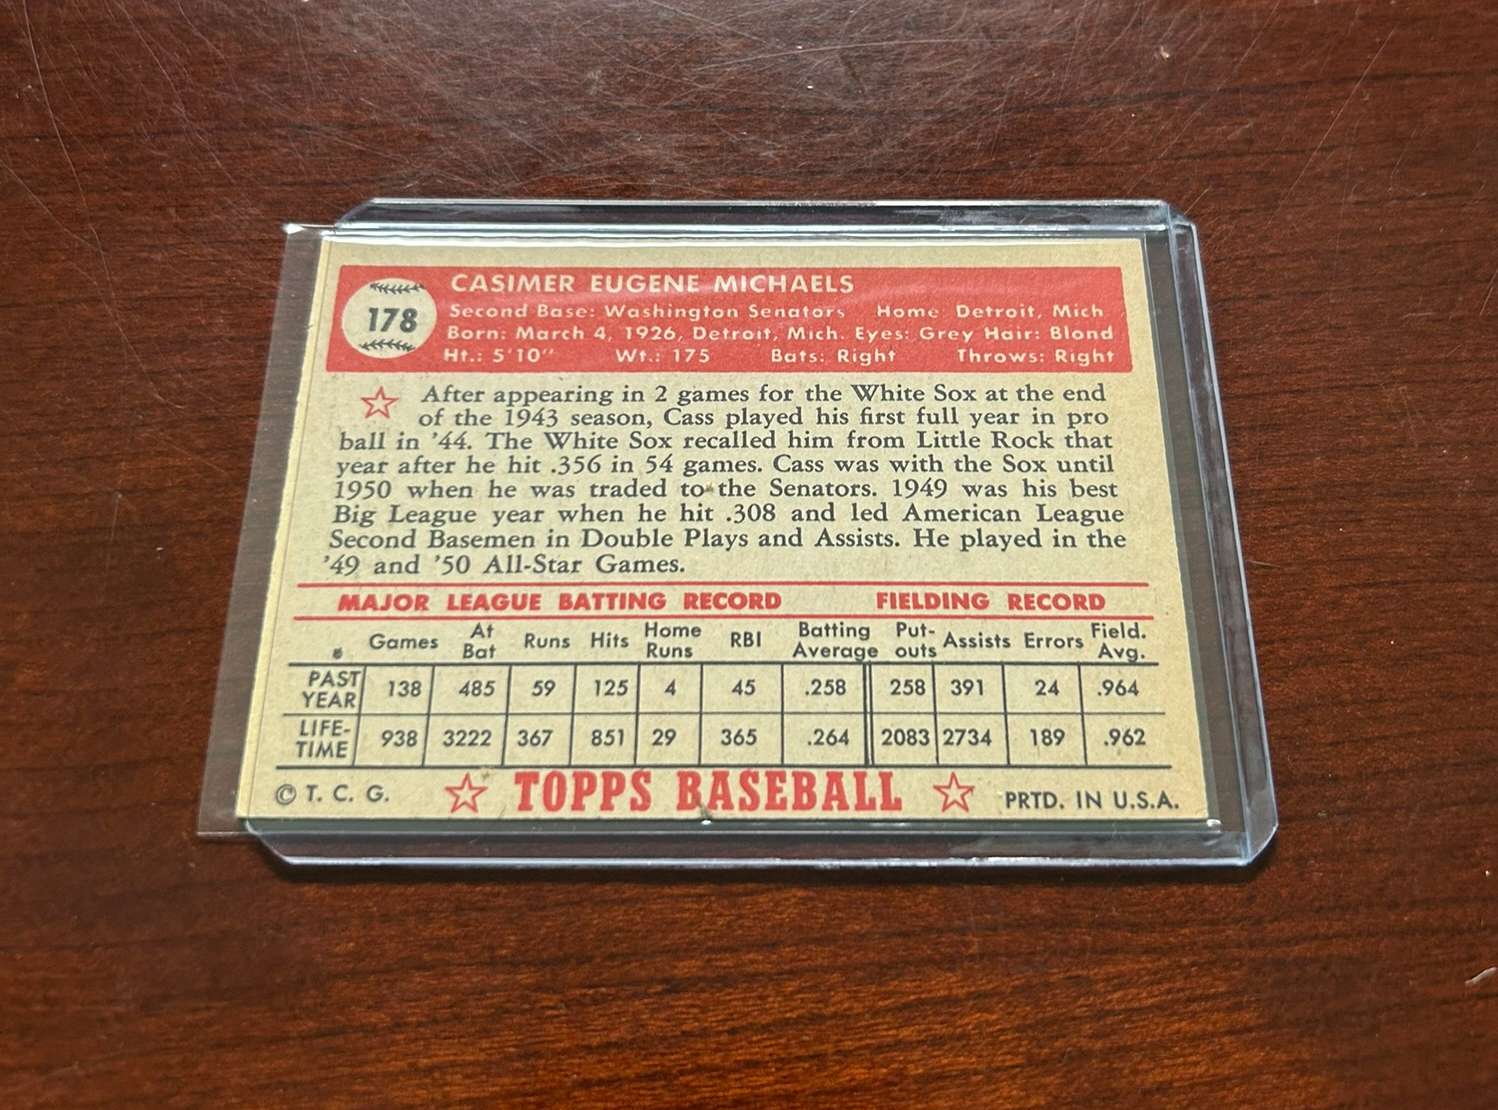 178
CASIMER EUGENE MICHAELS
Second Base: Washington Senators Home Detroit, Mich
Born: March 4, 1926, Detroit, Mich. Eyes: Grey Hair: Blond
Ht.: 5'10" Wt.: 175 Bats: Right Throws: Right
After appearing in 2 games for the White Sox at the end
of the 1943 season, Cass played his first full year in pro
ball in '44. The White Sox recalled him from Little Rock that
year after he hit .356 in 54 games. Cass was with the Sox until
1950 when he was traded to the Senators. 1949 was his best
Big League year when he hit .308 and led American League
Second Basemen in Double Plays and Assists. He played in the
'49 and '50 All-Star Games.
MAJOR LEAGUE BATTING RECORD FIELDING RECORD
Games At Bat Runs Hits Home Runs RBI Batting Average Put-outs Assists Errors Field. Avg.
PAST YEAR 138 485 59 125 4 45 .258 258 391 24 .964
LIFE-TIME 938 3222 367 851 29 365 .264 2083 2734 189 .962
© T. C. G. TOPPS BASEBALL PRTD. IN U.S.A.